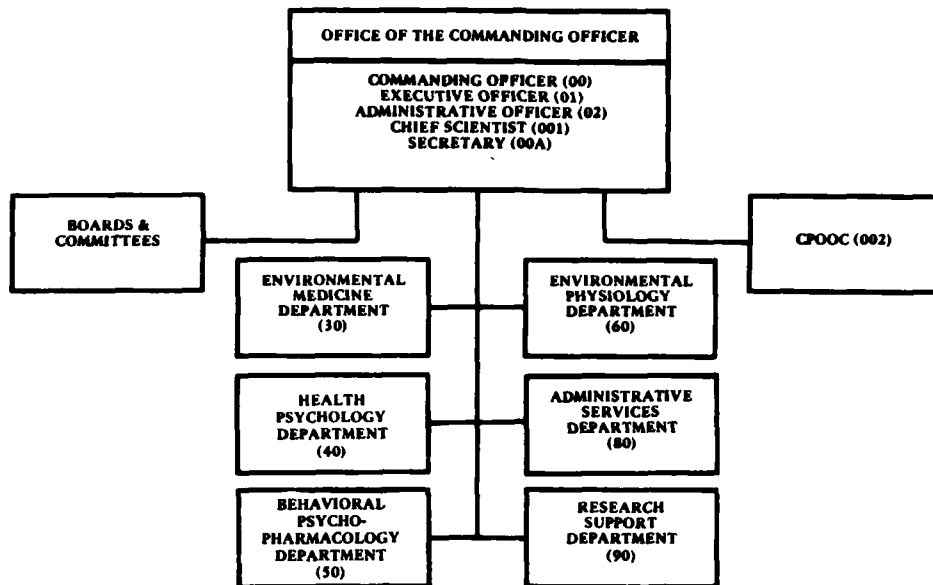 OFFICE OF THE COMMANDING OFFICER
COMMANDING OFFICER (00)
EXECUTIVE OFFICER (01)
ADMINISTRATIVE OFFICER (02)
CHIEF SCIENTIST (001)
SECRETARY (00A)
BOARDS &
COMMITTEES
CPOOC (002)
ENVIRONMENTAL
MEDICINE
DEPARTMENT
(30)
ENVIRONMENTAL
PHYSIOLOGY
DEPARTMENT
(60)
HEALTH
PSYCHOLOGY
DEPARTMENT
(40)
ADMINISTRATIVE
SERVICES
DEPARTMENT
(80)
BEHAVIORAL
PSYCHO-
PHARMACOLOGY
DEPARTMENT
(50)
RESEARCH
SUPPORT
DEPARTMENT
(90)